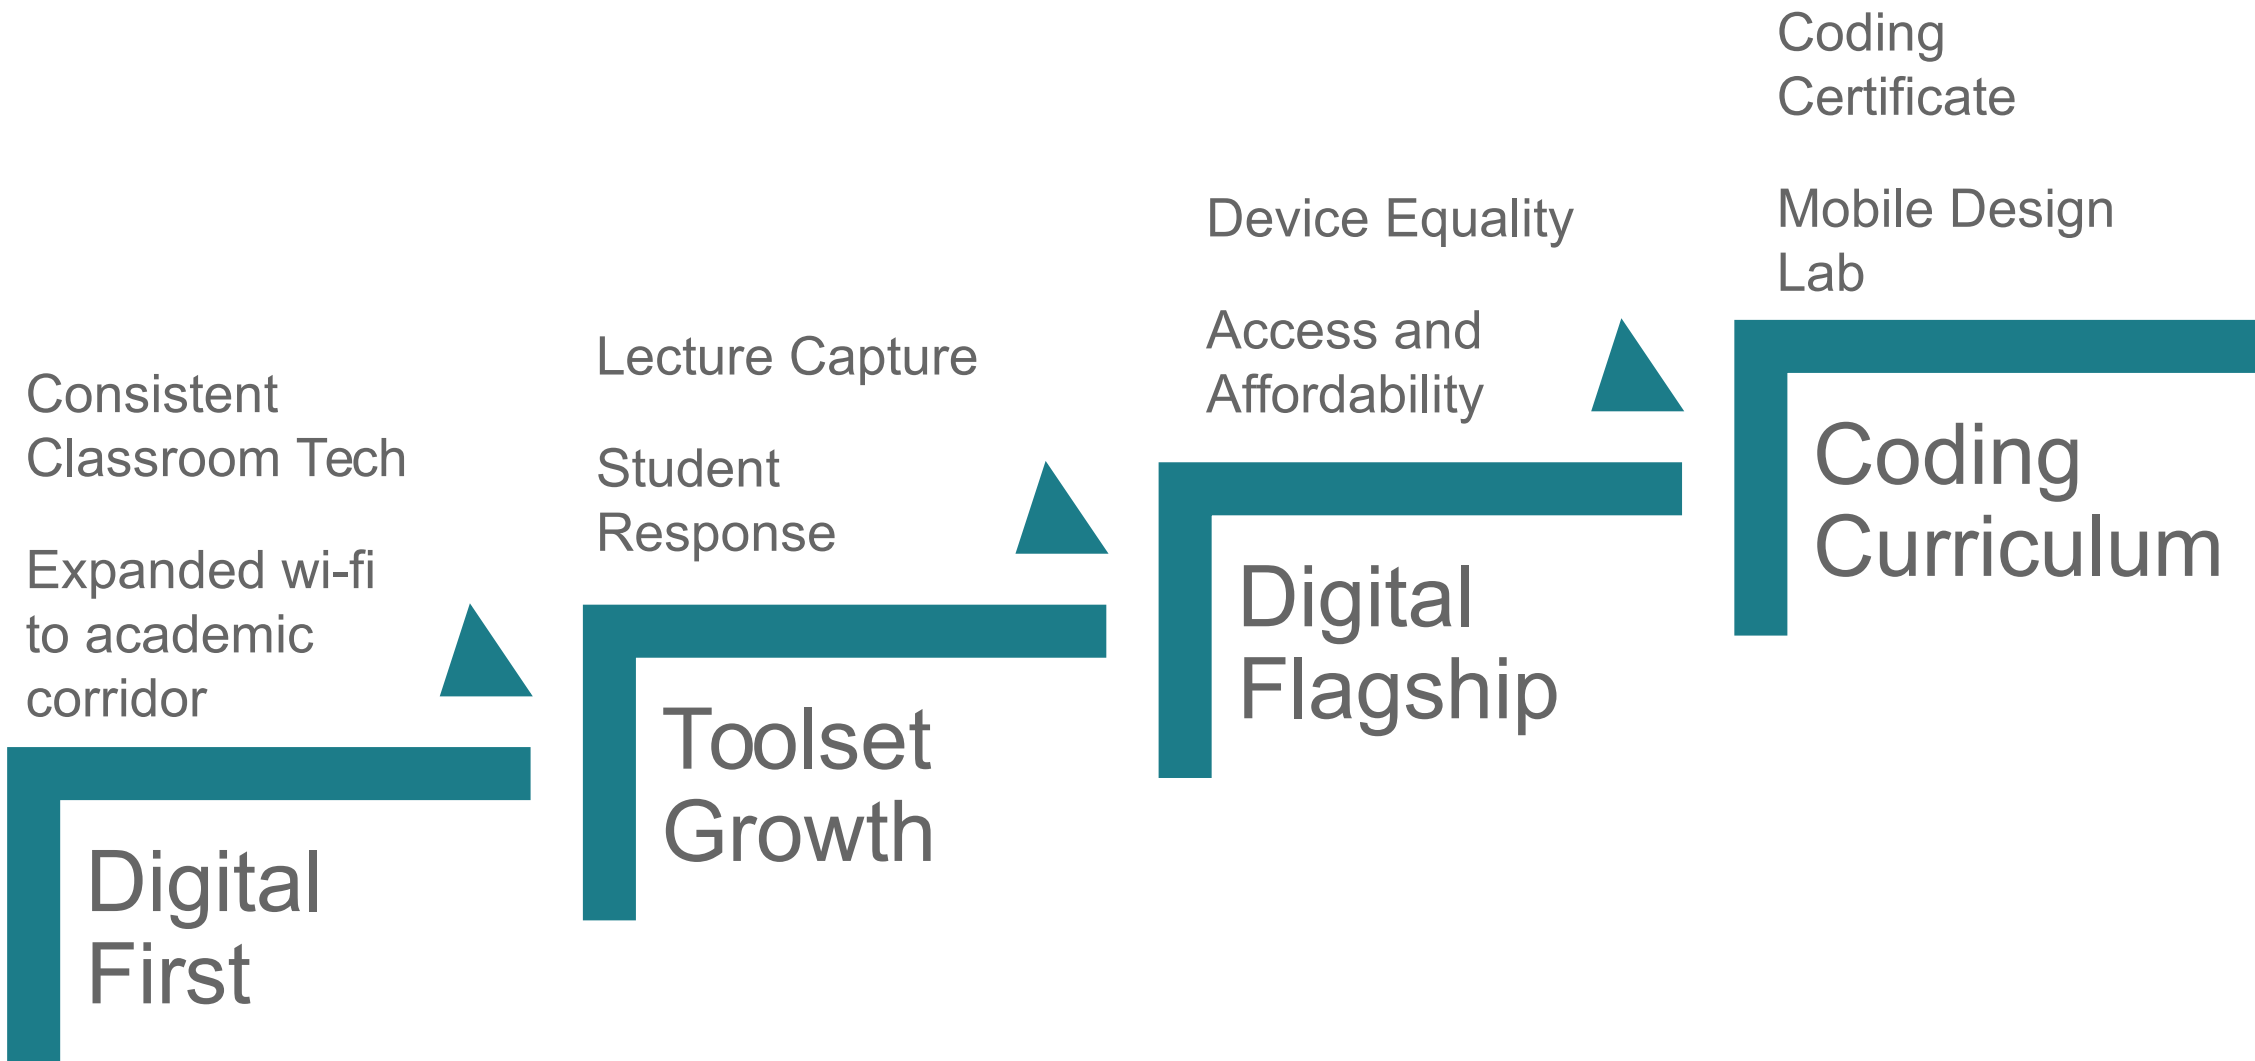 Consistent
Classroom Tech
Expanded wi-fi
to academic
corridor
Digital
First
Lecture Capture
Student
Response
Toolset
Growth
Device Equality
Access and
Affordability
Digital
Flagship
Coding
Certificate
Mobile Design
Lab
Coding
Curriculum